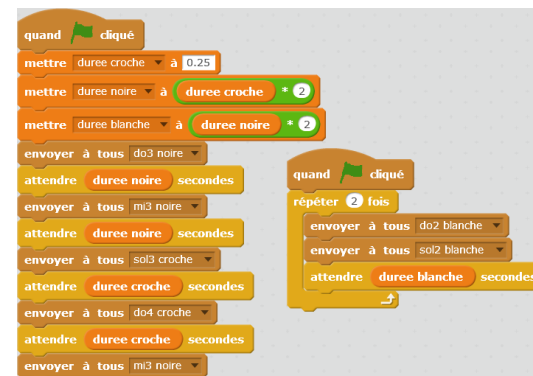 quand cliqué
mettre duree croche à 0.25
mettre duree noire à duree croche * 2
mettre duree blanche à duree noire * 2
envoyer à tous do3 noire
attendre duree noire secondes
envoyer à tous mi3 noire
attendre duree noire secondes
envoyer à tous sol3 croche
attendre duree croche secondes
envoyer à tous do4 croche
attendre duree croche secondes
envoyer à tous mi3 noire
quand cliqué
répéter 2 fois
envoyer à tous do2 blanche
envoyer à tous sol2 blanche
attendre duree blanche secondes